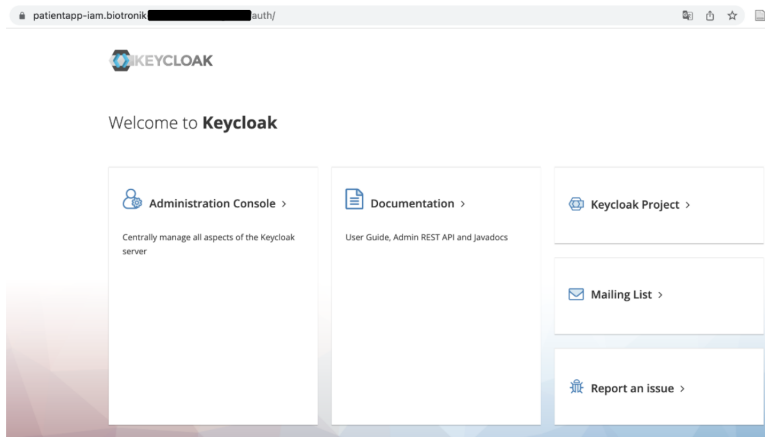 patientapp-iam.biotronik auth/
KEYCLOAK
Welcome to Keycloak
Administration Console >
Centrally manage all aspects of the Keycloak
server
Documentation >
User Guide, Admin REST API and Javadocs
Keycloak Project >
Mailing List >
Report an issue >